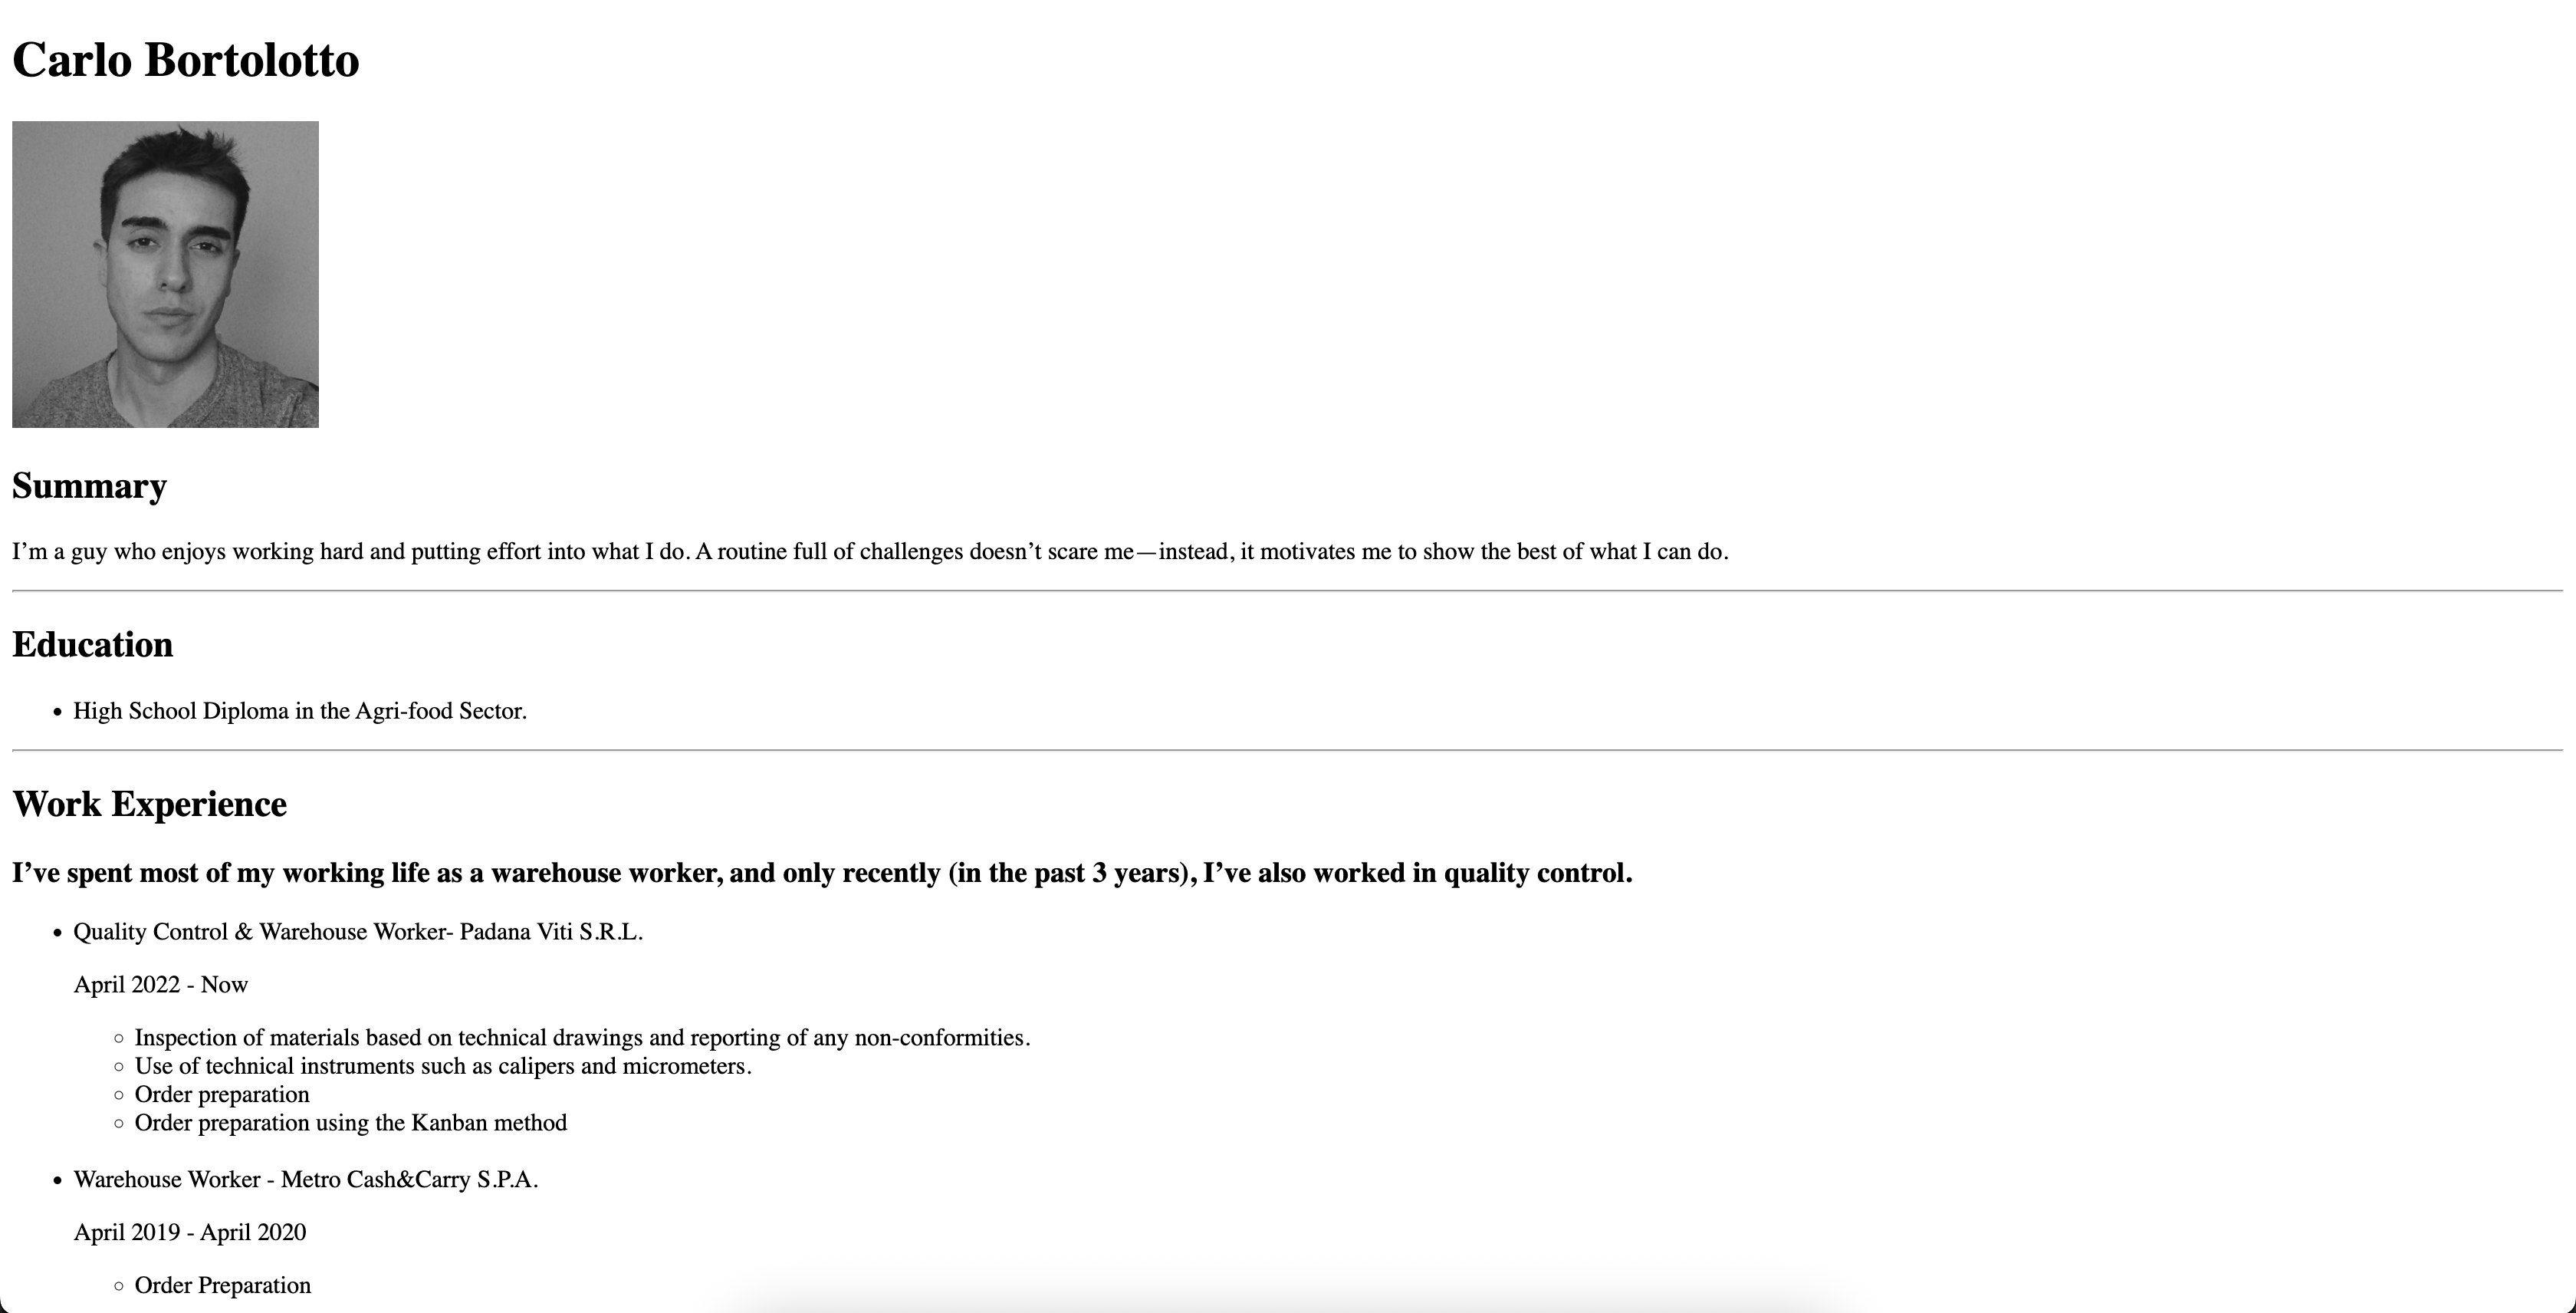 Carlo Bortolotto
Summary
I’m a guy who enjoys working hard and putting effort into what I do. A routine full of challenges doesn’t scare me—instead, it motivates me to show the best of what I can do.
Education
• High School Diploma in the Agri-food Sector.
Work Experience
I’ve spent most of my working life as a warehouse worker, and only recently (in the past 3 years), I’ve also worked in quality control.
• Quality Control & Warehouse Worker- Padana Viti S.R.L.
April 2022 - Now
◦ Inspection of materials based on technical drawings and reporting of any non-conformities.
◦ Use of technical instruments such as calipers and micrometers.
◦ Order preparation
◦ Order preparation using the Kanban method
• Warehouse Worker - Metro Cash&Carry S.P.A.
April 2019 - April 2020
◦ Order Preparation